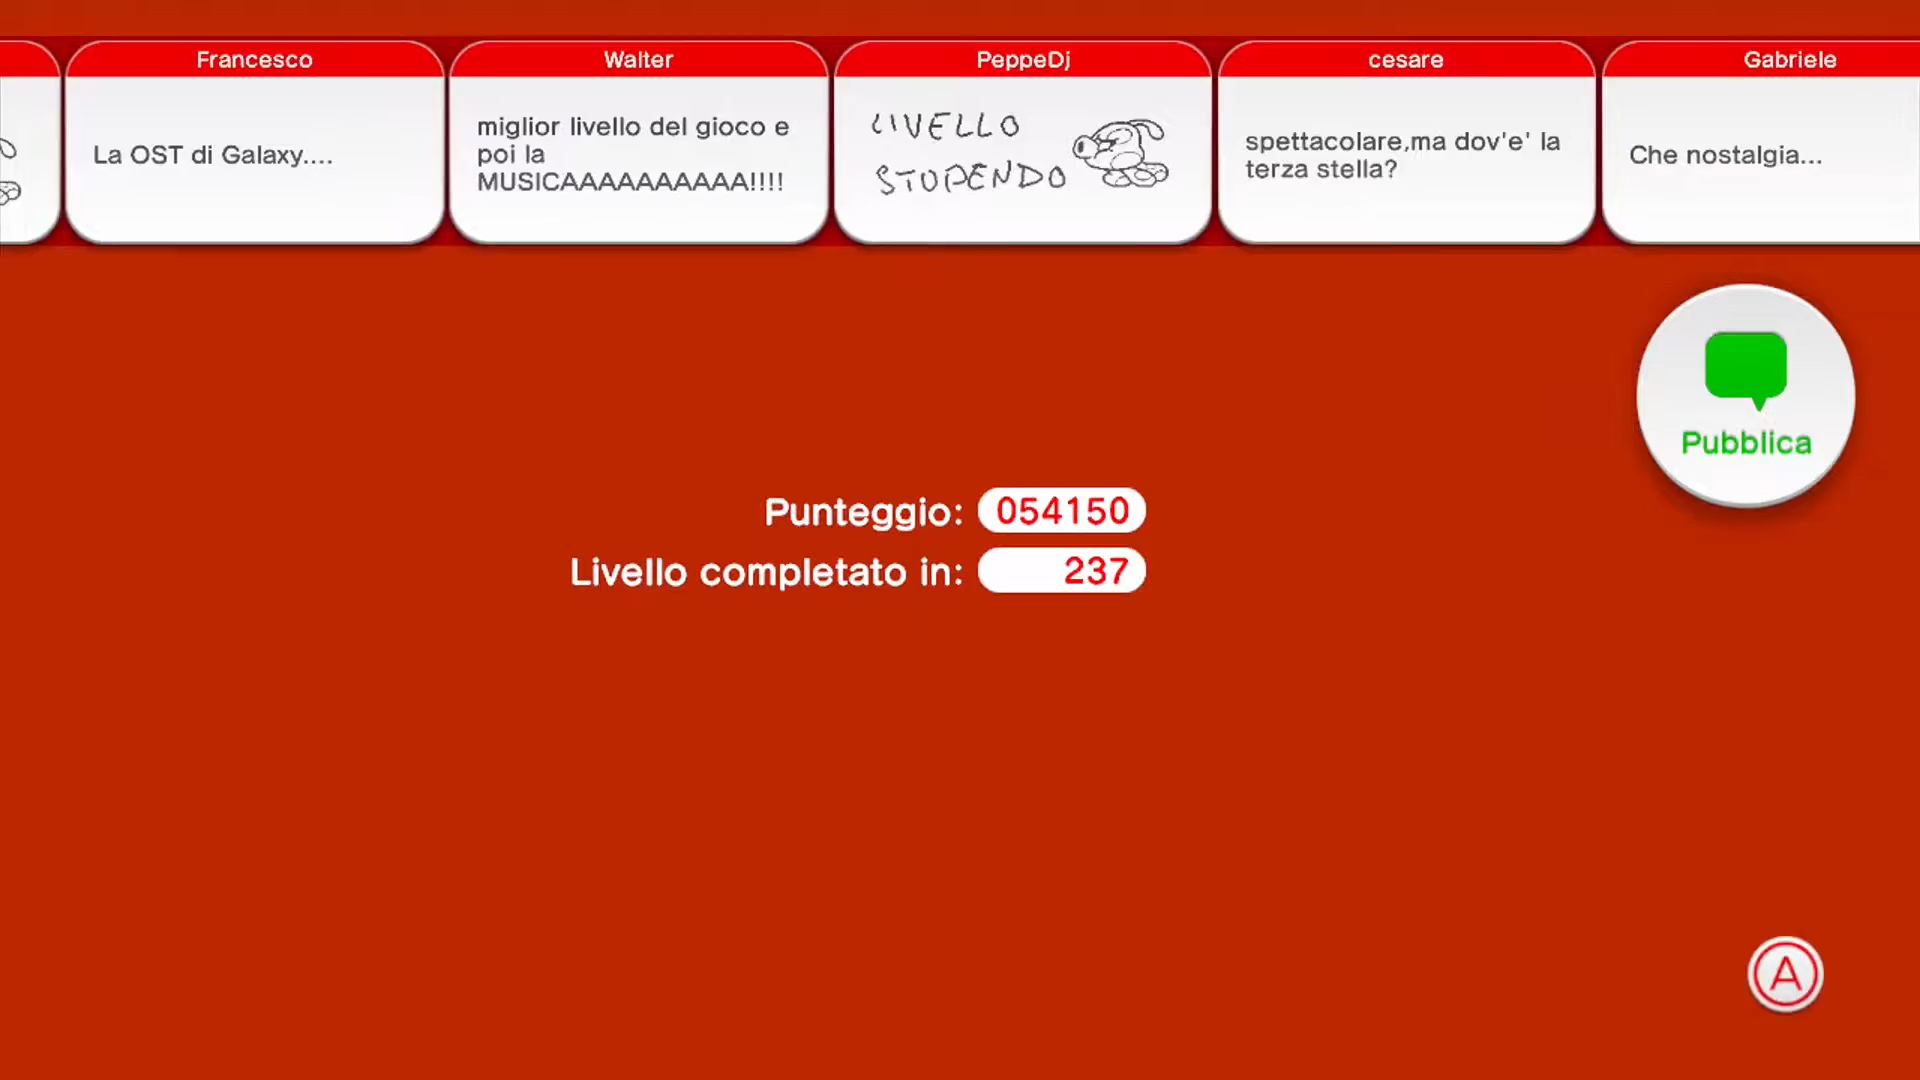 Francesco
La OST di Galaxy....
Walter
miglior livello del gioco e
poi la
MUSICAAAAAAAAAA!!!!
PeppeDj
LIVELLO
STUPENDO
cesare
spettacolare,ma dov'e' la
terza stella?
Gabriele
Che nostalgia...
Pubblica
Punteggio: 054150
Livello completato in: 237
A